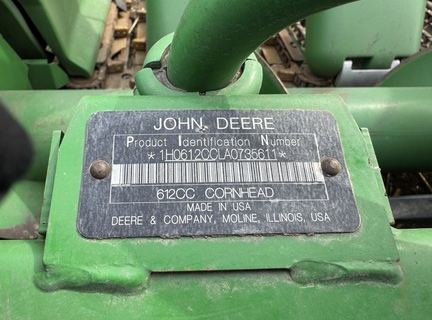 JOHN DEERE
Product Identification Number
*1H0612CCLA0735611*
612CC CORNHEAD
MADE IN USA
DEERE & COMPANY, MOLINE, ILLINOIS, USA